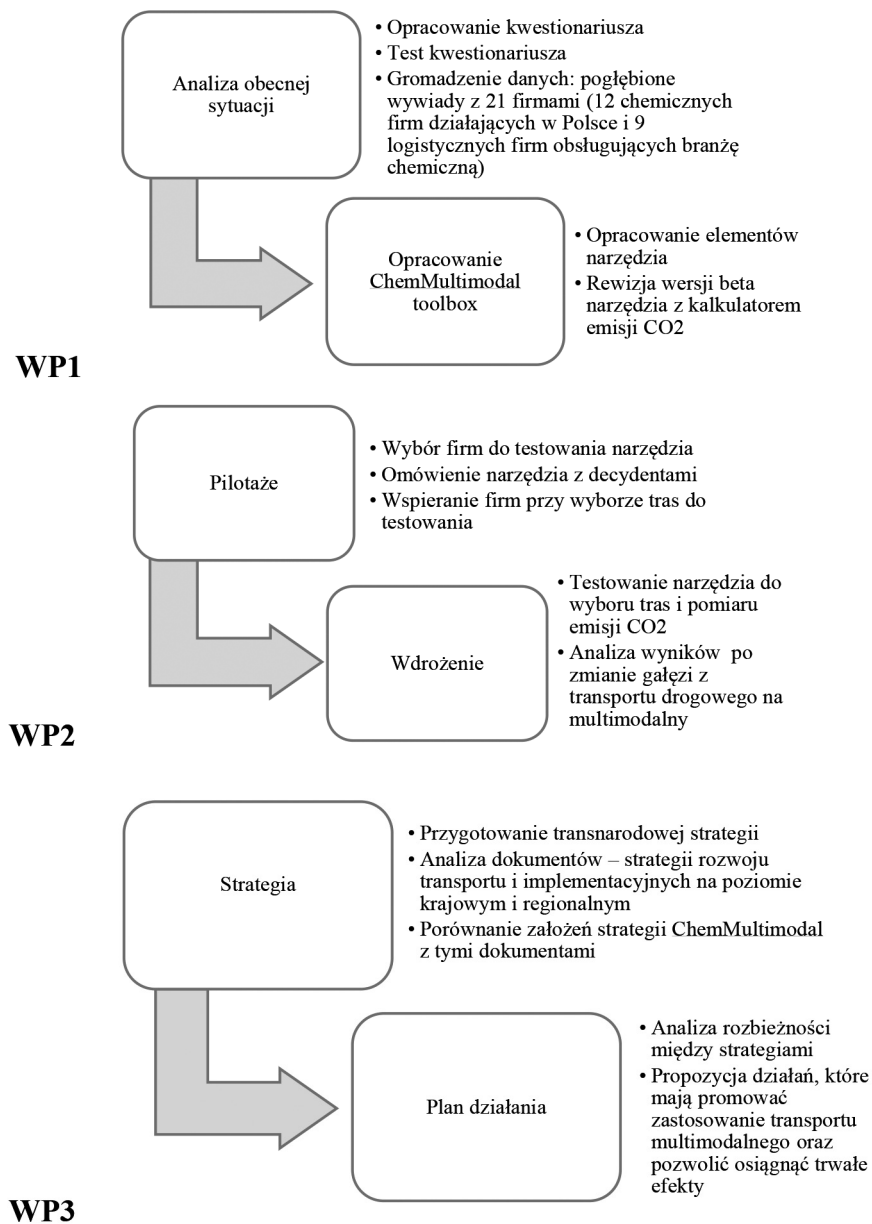 Analiza obecnej
sytuacji
• Opracowanie kwestionariusza
• Test kwestionariusza
• Gromadzenie danych: pogłębione
wywiady z 21 firmami (12 chemicznych
firm działających w Polsce i 9
logistycznych firm obsługujących branżę
chemiczną)
Opracowanie
ChemMultimodal
toolbox
• Opracowanie elementów
narzędzia
• Rewizja wersji beta
narzędzia z kalkulatorem
emisji CO2
WP1
Pilotaże
• Wybór firm do testowania narzędzia
• Omówienie narzędzia z decydentami
• Wspieranie firm przy wyborze tras do
testowania
Wdrożenie
• Testowanie narzędzia do
wyboru tras i pomiaru
emisji CO2
• Analiza wyników po
zmianie gałęzi z
transportu drogowego na
multimodalny
WP2
Strategia
• Przygotowanie transnarodowej strategii
• Analiza dokumentów – strategii rozwoju
transportu i implementacyjnych na poziomie
krajowym i regionalnym
• Porównanie założeń strategii ChemMultimodal
z tymi dokumentami
Plan działania
• Analiza rozbieżności
między strategiami
• Propozycja działań, które
mają promować
zastosowanie transportu
multimodalnego oraz
pozwolić osiągnąć trwałe
efekty
WP3